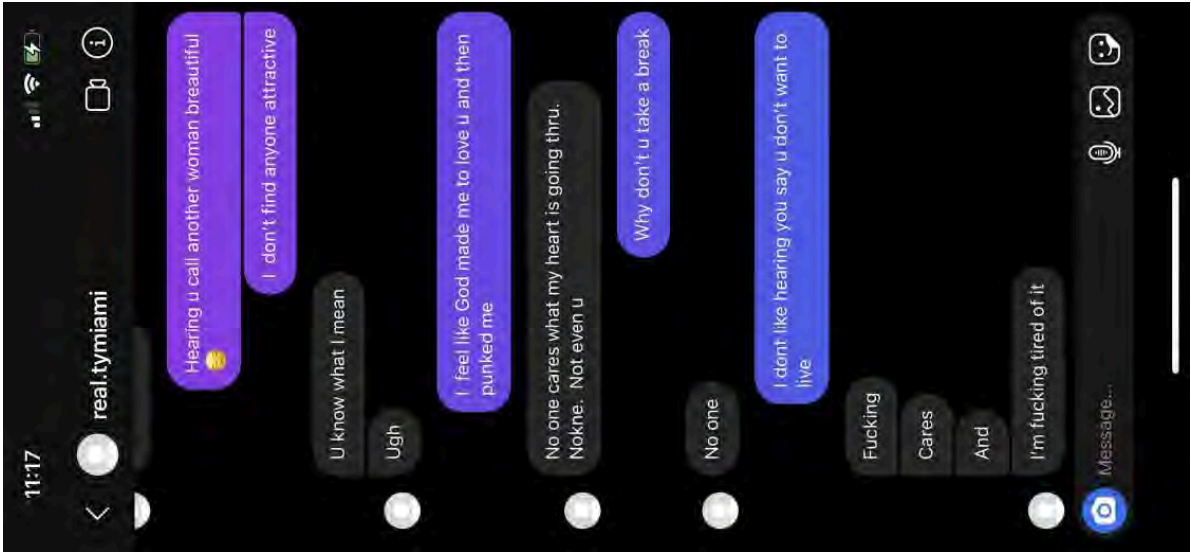 11:17
real.tymiami
Hearing u call another woman breautiful
I don't find anyone attractive
U know what I mean
Ugh
I feel like God made me to love u and then
punked me
No one cares what my heart is going thru.
Nokne. Not even u
Why don't u take a break
No one
I dont like hearing you say u don't want to
live
Fucking
Cares
And
I'm fucking tired of it
Message...